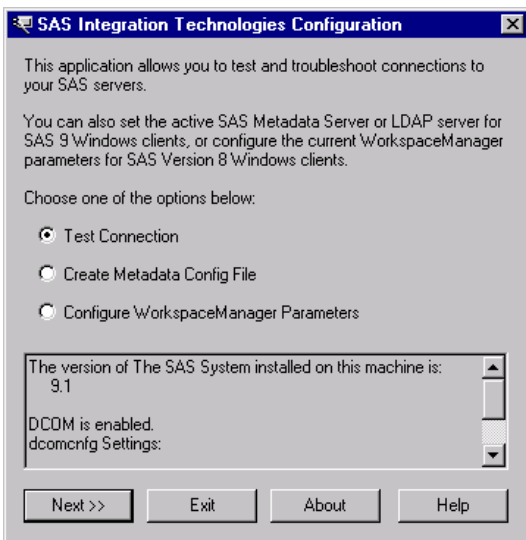 SAS Integration Technologies Configuration
This application allows you to test and troubleshoot connections to
your SAS servers.
You can also set the active SAS Metadata Server or LDAP server for
SAS 9 Windows clients, or configure the current WorkspaceManager
parameters for SAS Version 8 Windows clients.
Choose one of the options below:
Test Connection
Create Metadata Config File
Configure WorkspaceManager Parameters
The version of The SAS System installed on this machine is:
9.1
DCOM is enabled.
dcomcnfg Settings:
Next >> Exit About Help